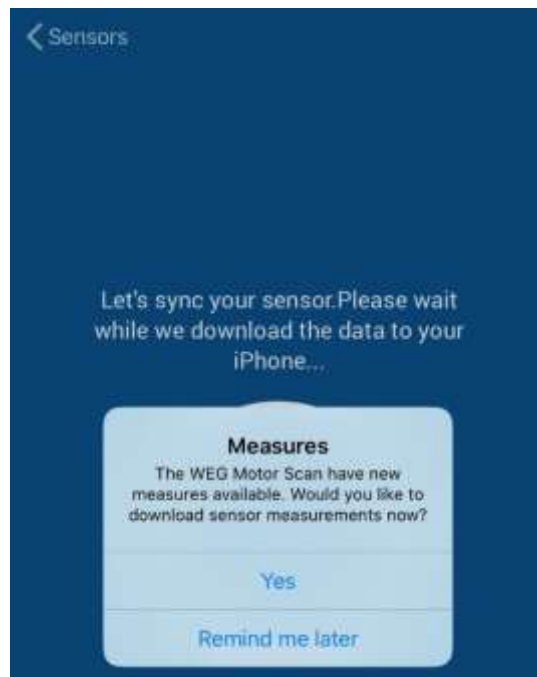 Sensors
Let's sync your sensor.Please wait
while we download the data to your
iPhone...
Measures
The WEG Motor Scan have new
measures available. Would you like to
download sensor measurements now?
Yes
Remind me later